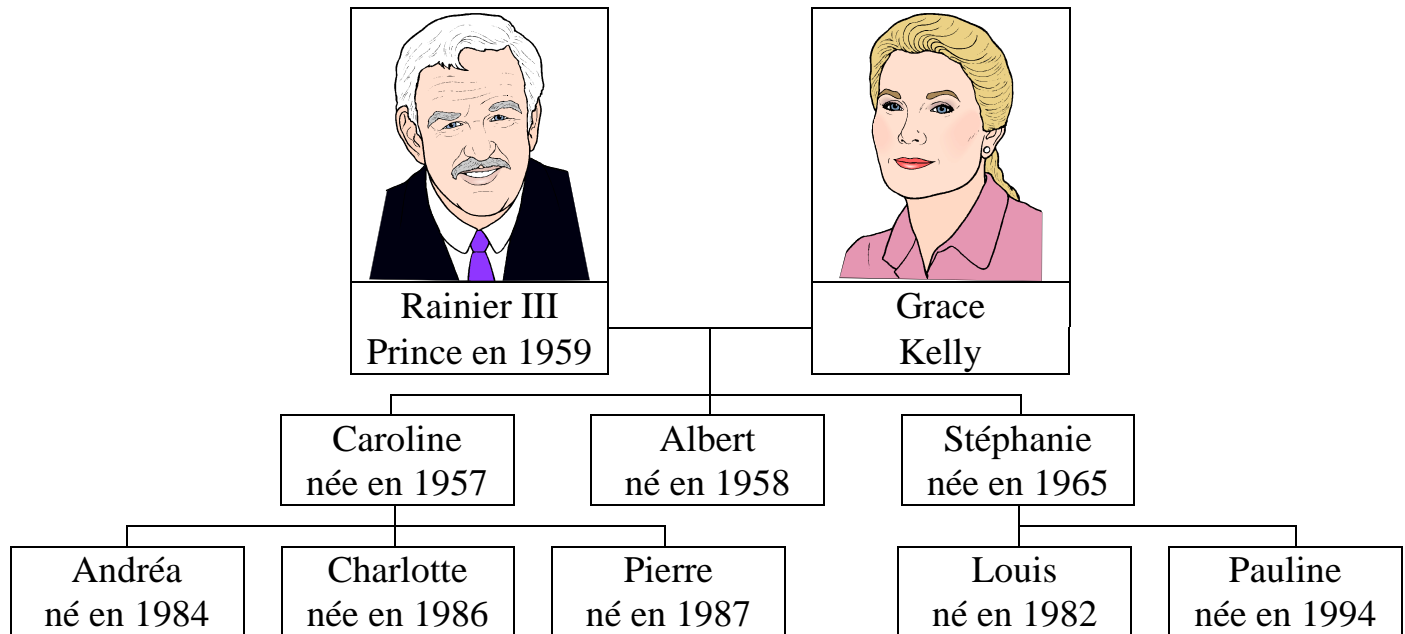 Rainier III
Prince en 1959
Grace
Kelly
Caroline
née en 1957
Albert
né en 1958
Stéphanie
née en 1965
Andréa
né en 1984
Charlotte
née en 1986
Pierre
né en 1987
Louis
né en 1982
Pauline
née en 1994